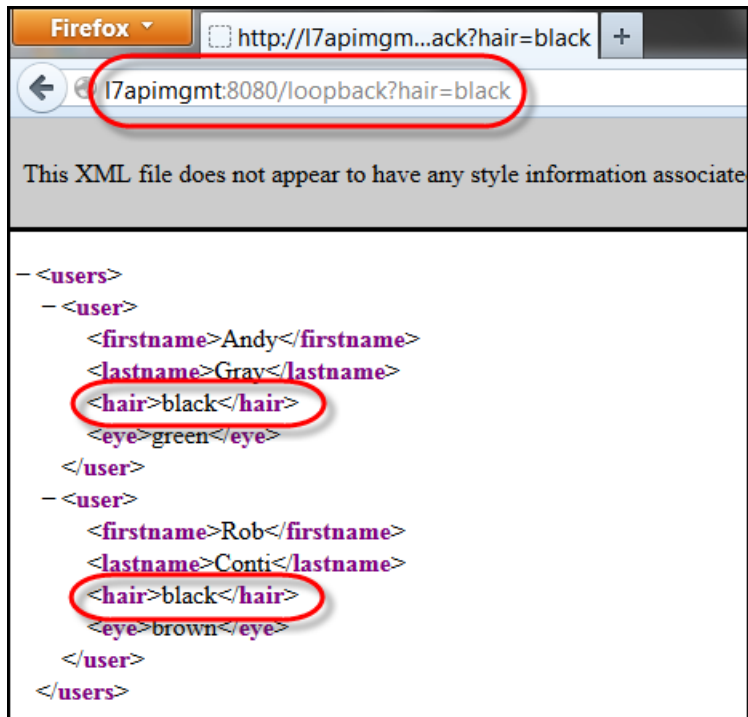 Firefox
http://l7apimgm...ack?hair=black +
l7apimgmt:8080/loopback?hair=black
This XML file does not appear to have any style information associate
– <users>
– <user>
<firstname>Andy</firstname>
<lastname>Gray</lastname>
<hair>black</hair>
<eye>green</eye>
</user>
– <user>
<firstname>Rob</firstname>
<lastname>Conti</lastname>
<hair>black</hair>
<eye>brown</eye>
</user>
</users>